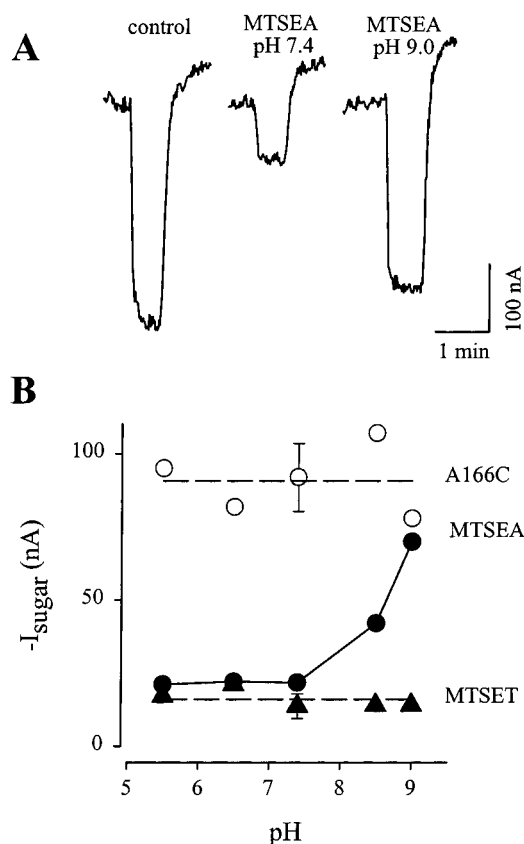 A
control
MTSEA
pH 7.4
MTSEA
pH 9.0
100 nA
1 min
B
100
50
0
-Isugar (nA)
A166C
MTSEA
MTSET
5 6 7 8 9
pH